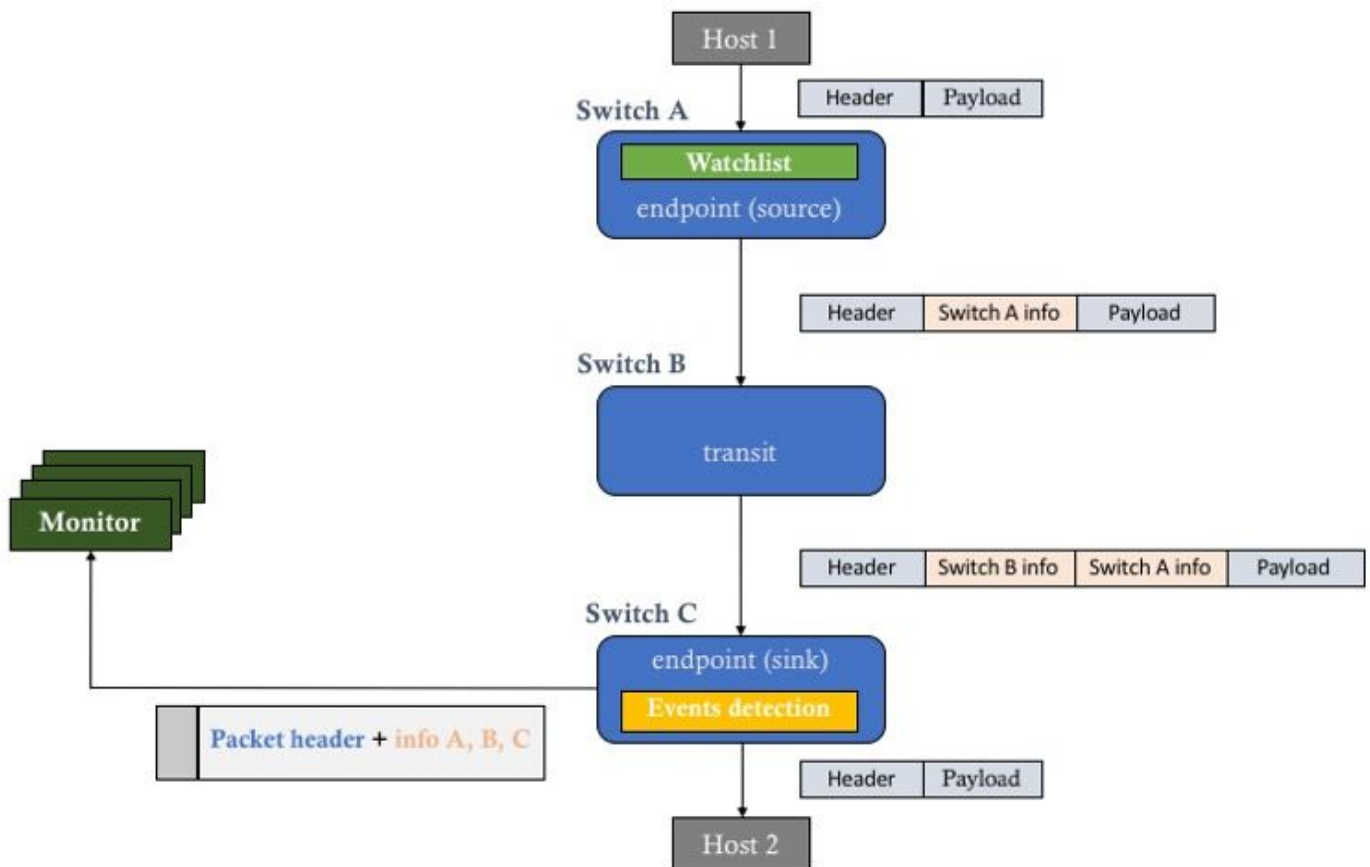 Host 1
Header Payload
Switch A
Watchlist
endpoint (source)
Header Switch A info Payload
Switch B
transit
Monitor
Header Switch B info Switch A info Payload
Switch C
endpoint (sink)
Events detection
Packet header + info A, B, C
Header Payload
Host 2